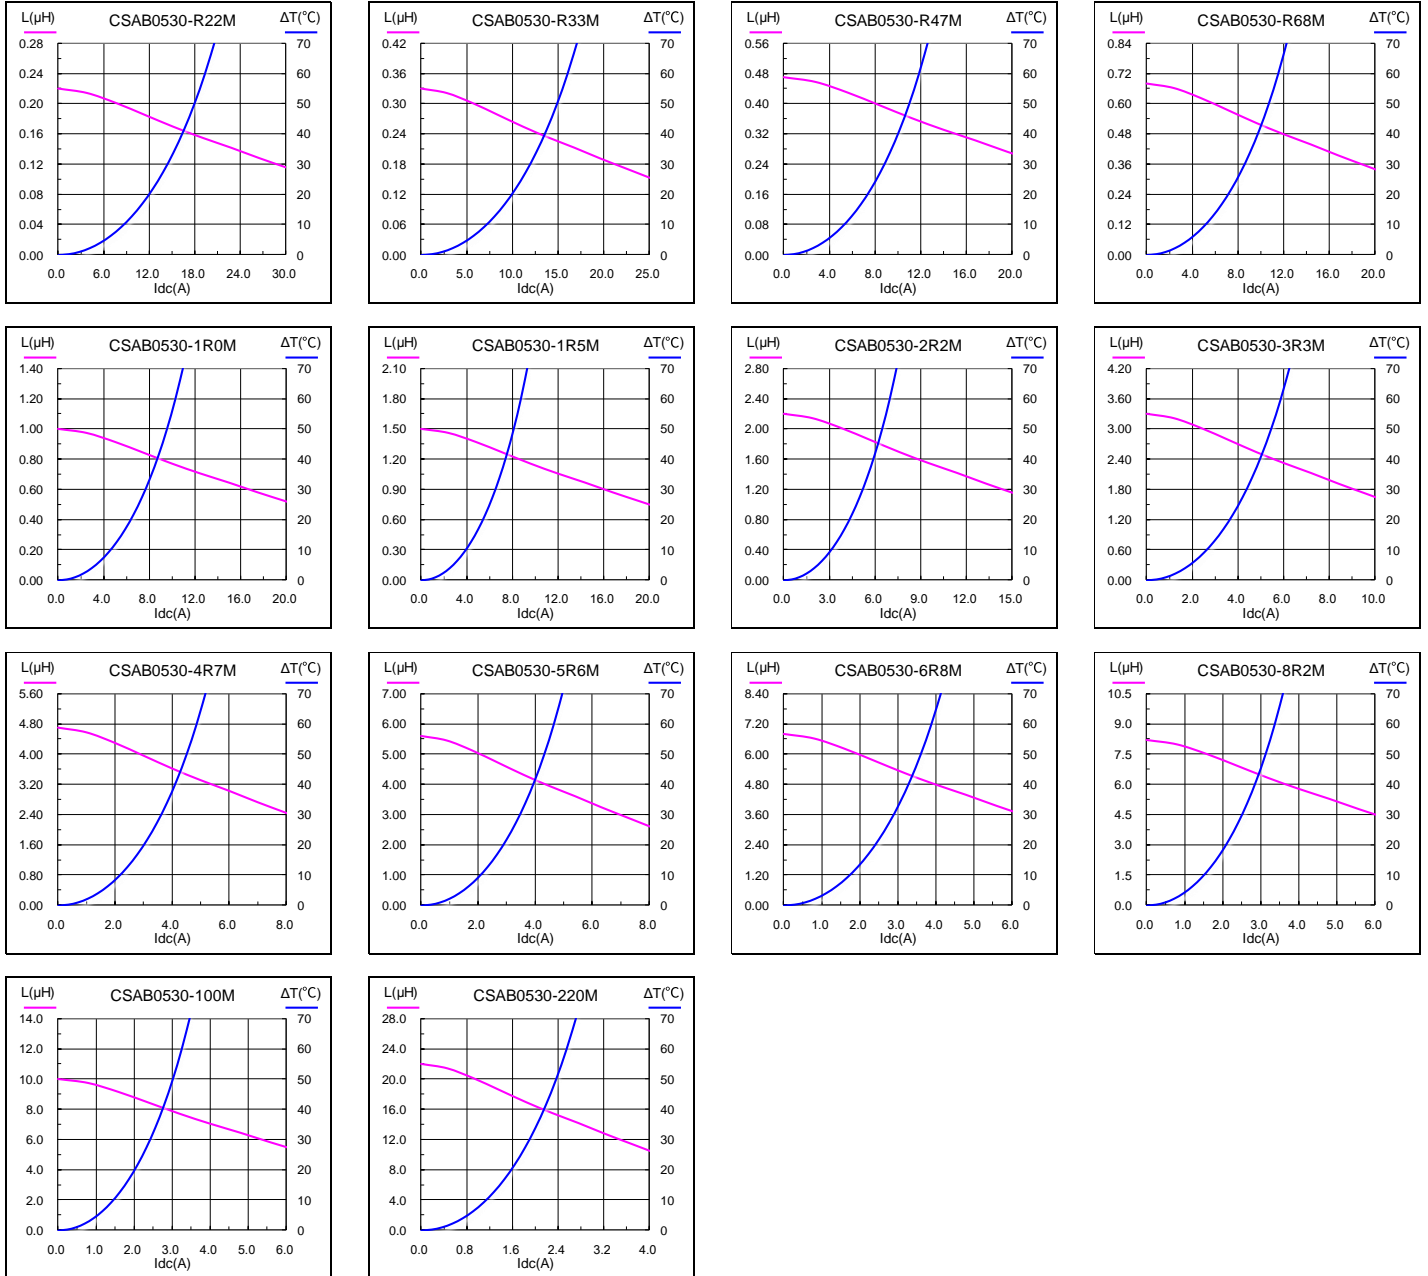 L(μH) CSAB0530-R22M ΔT(°C)
0.28 70
0.24 60
0.20 50
0.16 40
0.12 30
0.08 20
0.04 10
0.00 0
0.0 6.0 12.0 18.0 24.0 30.0
Idc(A)
L(μH) CSAB0530-R33M ΔT(°C)
0.42 70
0.36 60
0.30 50
0.24 40
0.18 30
0.12 20
0.06 10
0.00 0
0.0 5.0 10.0 15.0 20.0 25.0
Idc(A)
L(μH) CSAB0530-R47M ΔT(°C)
0.56 70
0.48 60
0.40 50
0.32 40
0.24 30
0.16 20
0.08 10
0.00 0
0.0 4.0 8.0 12.0 16.0 20.0
Idc(A)
L(μH) CSAB0530-R68M ΔT(°C)
0.84 70
0.72 60
0.60 50
0.48 40
0.36 30
0.24 20
0.12 10
0.00 0
0.0 4.0 8.0 12.0 16.0 20.0
Idc(A)
L(μH) CSAB0530-1R0M ΔT(°C)
1.40 70
1.20 60
1.00 50
0.80 40
0.60 30
0.40 20
0.20 10
0.00 0
0.0 4.0 8.0 12.0 16.0 20.0
Idc(A)
L(μH) CSAB0530-1R5M ΔT(°C)
2.10 70
1.80 60
1.50 50
1.20 40
0.90 30
0.60 20
0.30 10
0.00 0
0.0 4.0 8.0 12.0 16.0 20.0
Idc(A)
L(μH) CSAB0530-2R2M ΔT(°C)
2.80 70
2.40 60
2.00 50
1.60 40
1.20 30
0.80 20
0.40 10
0.00 0
0.0 3.0 6.0 9.0 12.0 15.0
Idc(A)
L(μH) CSAB0530-3R3M ΔT(°C)
4.20 70
3.60 60
3.00 50
2.40 40
1.80 30
1.20 20
0.60 10
0.00 0
0.0 2.0 4.0 6.0 8.0 10.0
Idc(A)
L(μH) CSAB0530-4R7M ΔT(°C)
5.60 70
4.80 60
4.00 50
3.20 40
2.40 30
1.60 20
0.80 10
0.00 0
0.0 2.0 4.0 6.0 8.0
Idc(A)
L(μH) CSAB0530-5R6M ΔT(°C)
7.00 70
6.00 60
5.00 50
4.00 40
3.00 30
2.00 20
1.00 10
0.00 0
0.0 2.0 4.0 6.0 8.0
Idc(A)
L(μH) CSAB0530-6R8M ΔT(°C)
8.40 70
7.20 60
6.00 50
4.80 40
3.60 30
2.40 20
1.20 10
0.00 0
0.0 1.0 2.0 3.0 4.0 5.0 6.0
Idc(A)
L(μH) CSAB0530-8R2M ΔT(°C)
10.5 70
9.0 60
7.5 50
6.0 40
4.5 30
3.0 20
1.5 10
0.0 0
0.0 1.0 2.0 3.0 4.0 5.0 6.0
Idc(A)
L(μH) CSAB0530-100M ΔT(°C)
14.0 70
12.0 60
10.0 50
8.0 40
6.0 30
4.0 20
2.0 10
0.0 0
0.0 1.0 2.0 3.0 4.0 5.0 6.0
Idc(A)
L(μH) CSAB0530-220M ΔT(°C)
28.0 70
24.0 60
20.0 50
16.0 40
12.0 30
8.0 20
4.0 10
0.0 0
0.0 0.8 1.6 2.4 3.2 4.0
Idc(A)